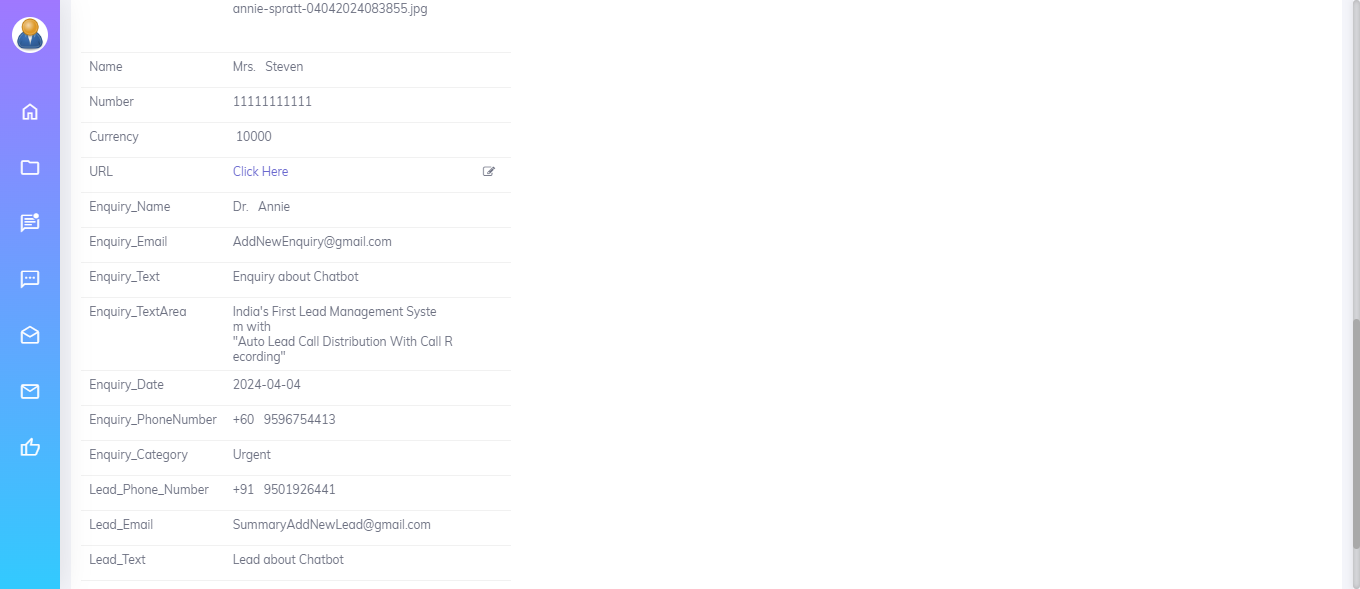 annie-spratt-04042024083855.jpg
Name Mrs. Steven
Number 11111111111
Currency 10000
URL Click Here
Enquiry_Name Dr. Annie
Enquiry_Email AddNewEnquiry@gmail.com
Enquiry_Text Enquiry about Chatbot
Enquiry_TextArea India's First Lead Management Syste
m with
"Auto Lead Call Distribution With Call R
ecording"
Enquiry_Date 2024-04-04
Enquiry_PhoneNumber +60 9596754413
Enquiry_Category Urgent
Lead_Phone_Number +91 9501926441
Lead_Email SummaryAddNewLead@gmail.com
Lead_Text Lead about Chatbot